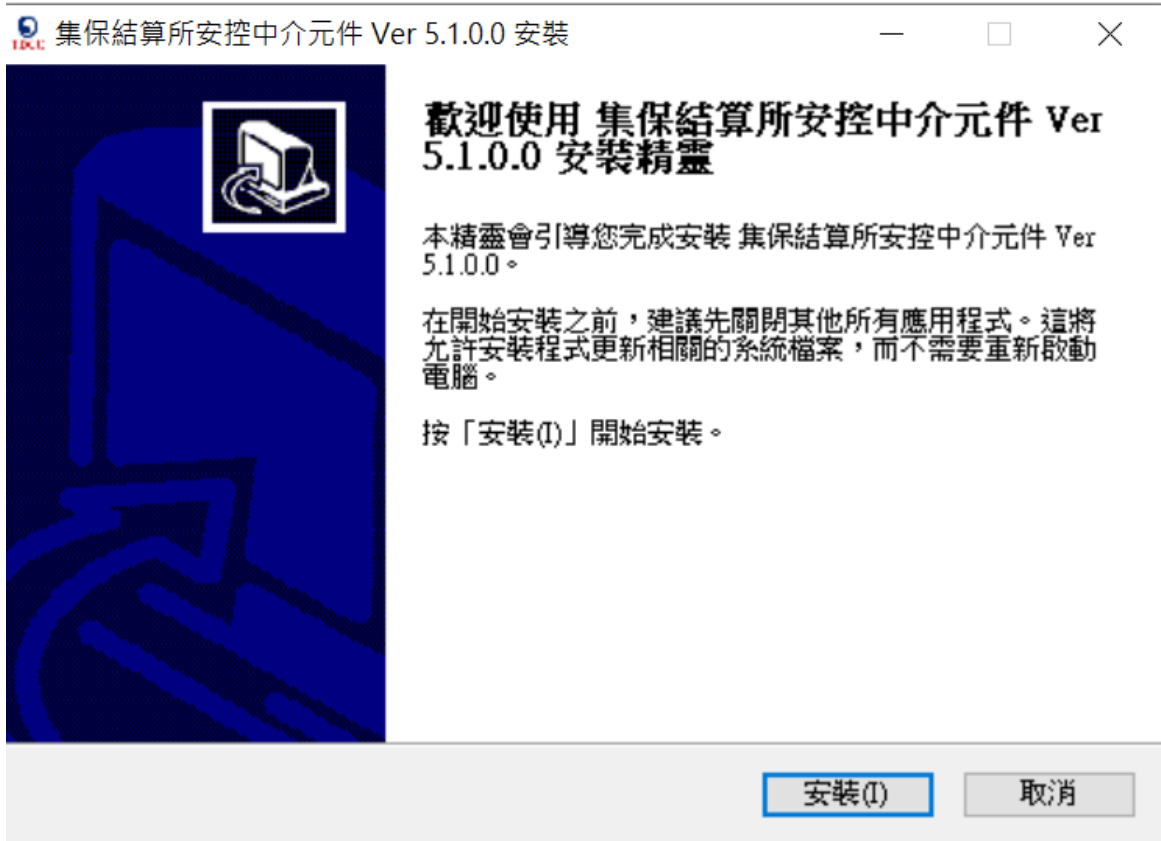 TDCC 集保結算所安控中介元件 Ver 5.1.0.0 安裝
歡迎使用 集保結算所安控中介元件 Ver
5.1.0.0 安裝精靈
本精靈會引導您完成安裝 集保結算所安控中介元件 Ver
5.1.0.0。
在開始安裝之前，建議先關閉其他所有應用程式。這將
允許安裝程式更新相關的系統檔案，而不需要重新啟動
電腦。
按「安裝(I)」開始安裝。
安裝(I)
取消